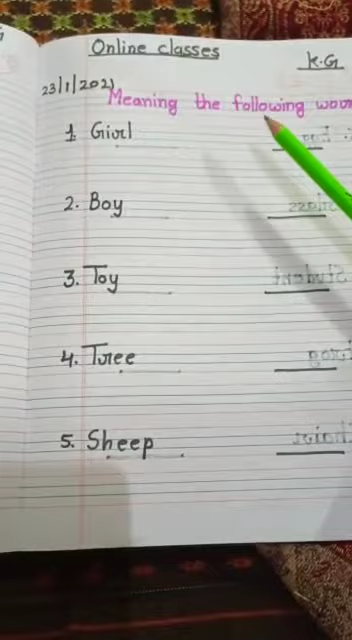 Online classes
K.G
23/1/2021
Meaning the following
1. Girl
2. Boy
3. Toy
4. Tree
5. Sheep